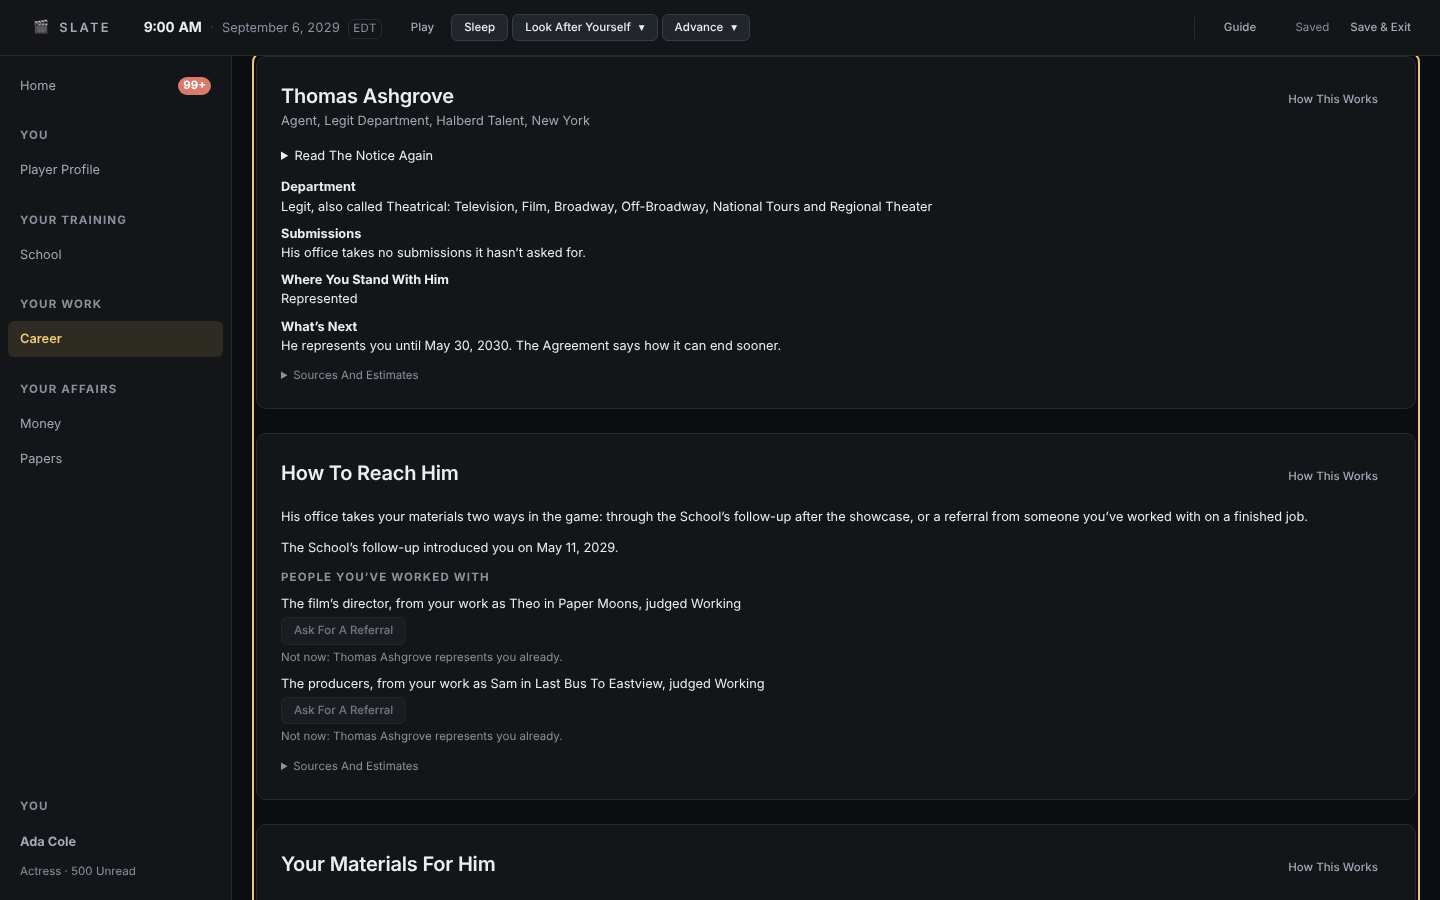 SLATE
9:00 AM · September 6, 2029 EDT
Play
Sleep
Look After Yourself ▾
Advance ▾
Guide
Saved
Save & Exit
Home
99+
YOU
Player Profile
YOUR TRAINING
School
YOUR WORK
Career
YOUR AFFAIRS
Money
Papers
YOU
Ada Cole
Actress · 500 Unread
Thomas Ashgrove
How This Works
Agent, Legit Department, Halberd Talent, New York
▶ Read The Notice Again
Department
Legit, also called Theatrical: Television, Film, Broadway, Off-Broadway, National Tours and Regional Theater
Submissions
His office takes no submissions it hasn’t asked for.
Where You Stand With Him
Represented
What’s Next
He represents you until May 30, 2030. The Agreement says how it can end sooner.
▶ Sources And Estimates
How To Reach Him
How This Works
His office takes your materials two ways in the game: through the School’s follow-up after the showcase, or a referral from someone you’ve worked with on a finished job.
The School’s follow-up introduced you on May 11, 2029.
PEOPLE YOU’VE WORKED WITH
The film’s director, from your work as Theo in Paper Moons, judged Working
Ask For A Referral
Not now: Thomas Ashgrove represents you already.
The producers, from your work as Sam in Last Bus To Eastview, judged Working
Ask For A Referral
Not now: Thomas Ashgrove represents you already.
▶ Sources And Estimates
Your Materials For Him
How This Works